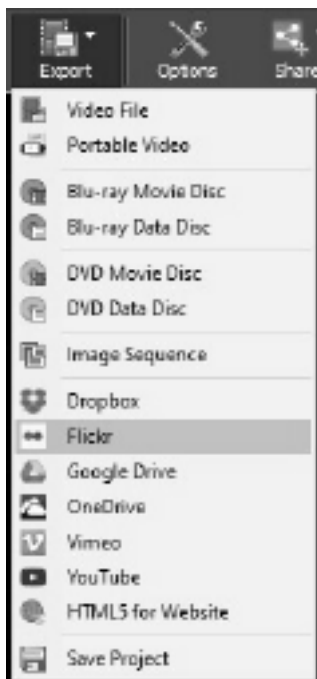 Export Options Share
Video File
Portable Video
Blu-ray Movie Disc
Blu-ray Data Disc
DVD Movie Disc
DVD Data Disc
Image Sequence
Dropbox
Flickr
Google Drive
OneDrive
Vimeo
YouTube
HTML5 for Website
Save Project